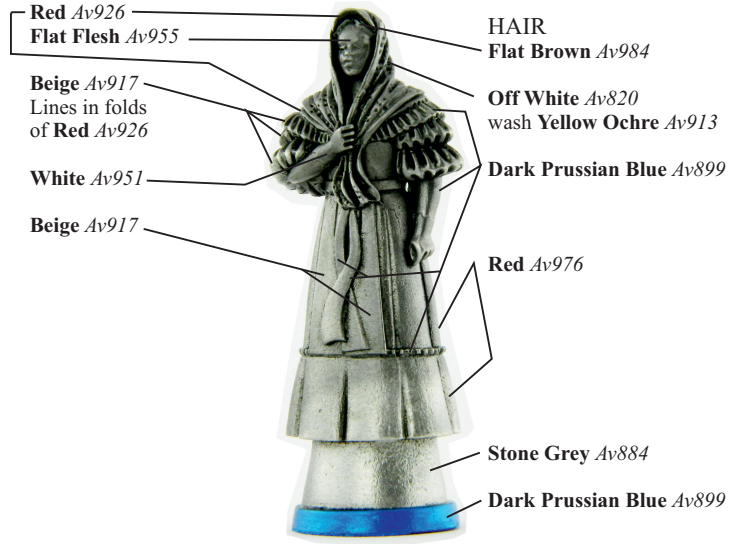 Red Av926
Flat Flesh Av955
Beige Av917
Lines in folds
of Red Av926
White Av951
Beige Av917
HAIR
Flat Brown Av984
Off White Av820
wash Yellow Ochre Av913
Dark Prussian Blue Av899
Red Av976
Stone Grey Av884
Dark Prussian Blue Av899